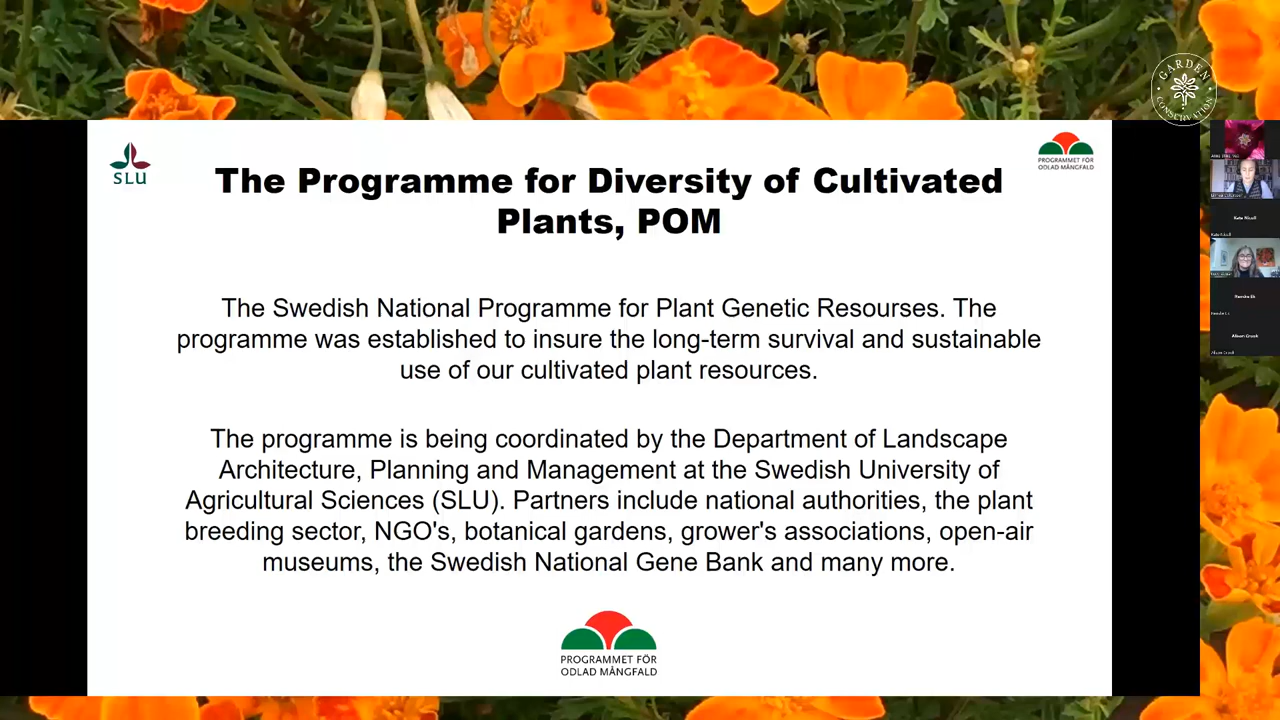 GARDEN
CONSERVATION
SLU
PROGRAMMET FÖR
ODLAD MÅNGFALD
The Programme for Diversity of Cultivated
Plants, POM
The Swedish National Programme for Plant Genetic Resourses. The
programme was established to insure the long-term survival and sustainable
use of our cultivated plant resources.
The programme is being coordinated by the Department of Landscape
Architecture, Planning and Management at the Swedish University of
Agricultural Sciences (SLU). Partners include national authorities, the plant
breeding sector, NGO's, botanical gardens, grower's associations, open-air
museums, the Swedish National Gene Bank and many more.
PROGRAMMET FÖR
ODLAD MÅNGFALD